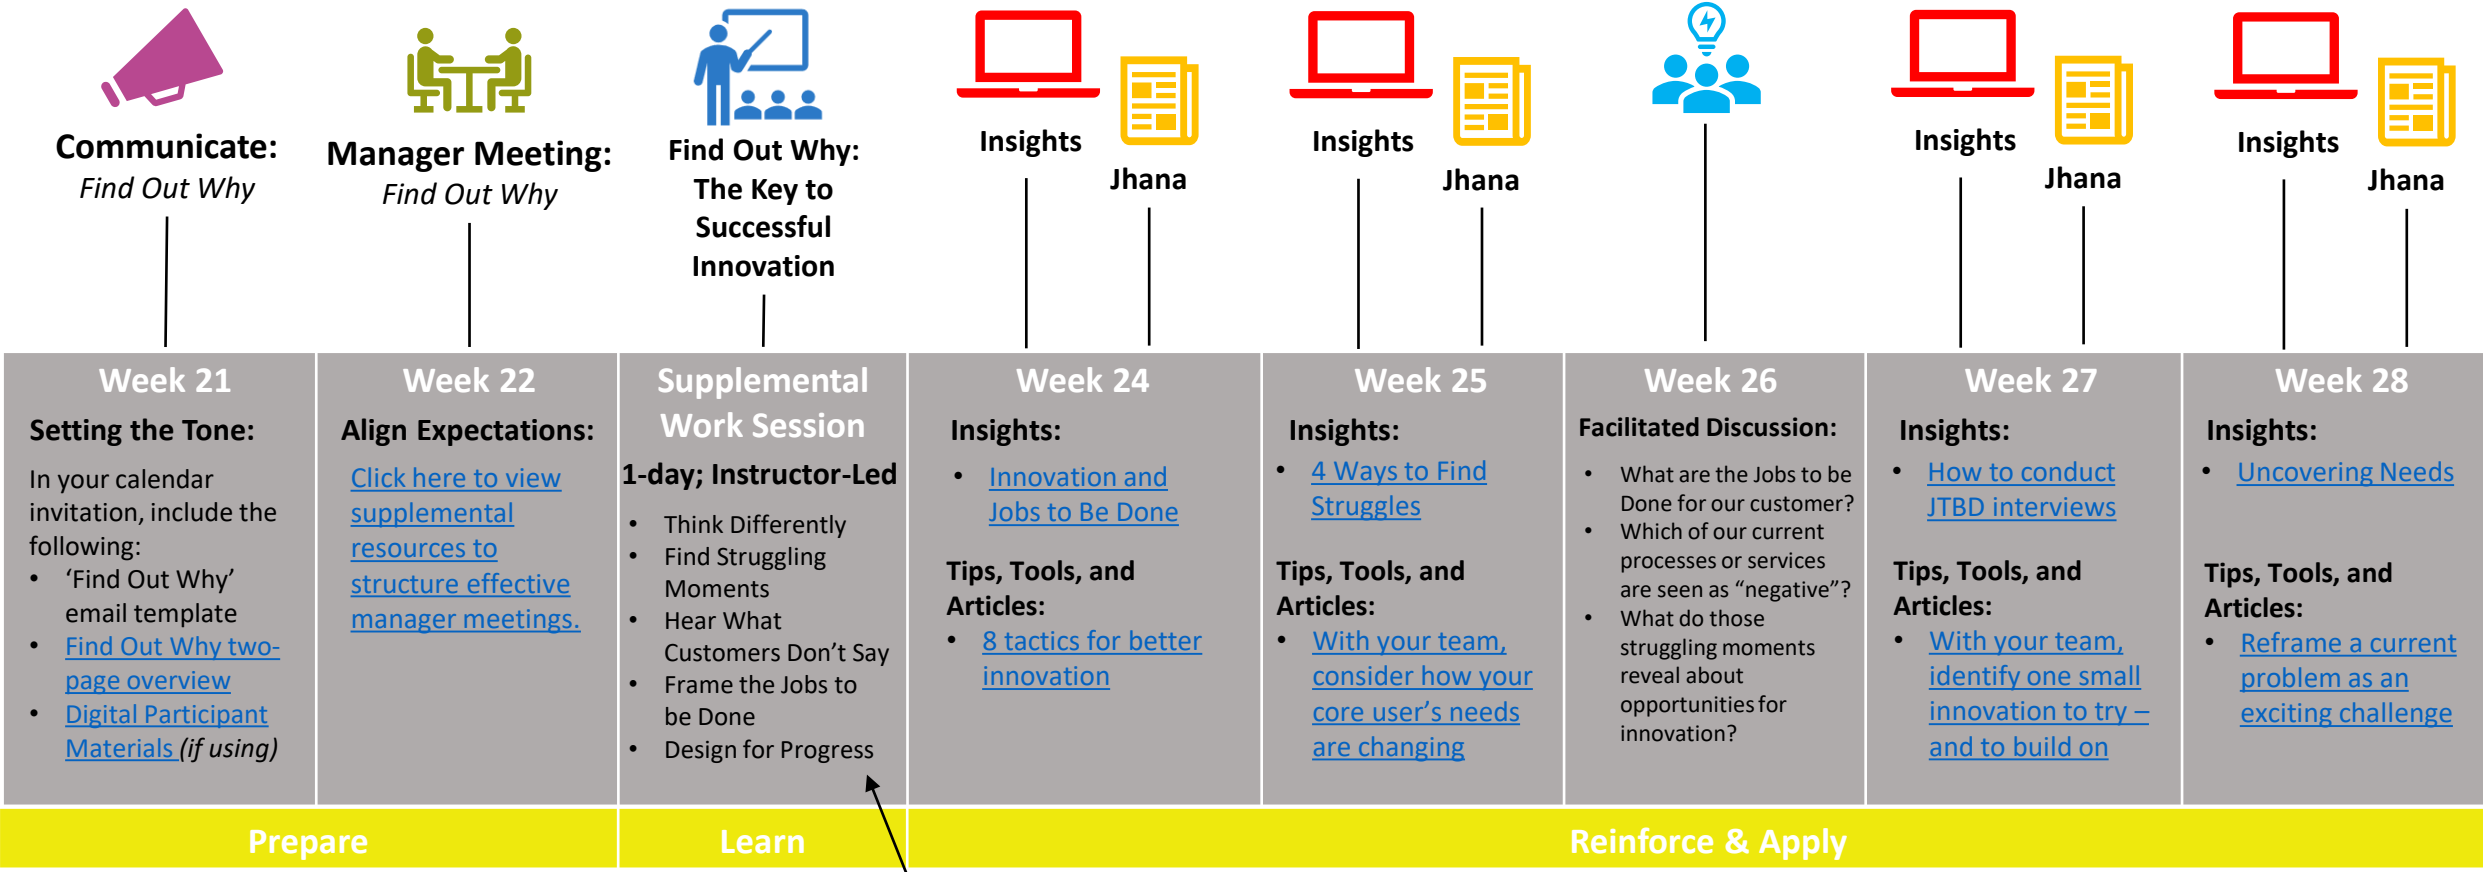 Communicate:
Find Out Why
Manager Meeting:
Find Out Why
Find Out Why:
The Key to
Successful
Innovation
Insights
Jhana
Insights
Jhana
Insights
Jhana
Insights
Jhana
Week 21
Setting the Tone:
In your calendar
invitation, include the
following:
• ‘Find Out Why’
email template
• Find Out Why two-
page overview
• Digital Participant
Materials (if using)
Week 22
Align Expectations:
Click here to view
supplemental
resources to
structure effective
manager meetings.
Supplemental
Work Session
1-day; Instructor-Led
• Think Differently
• Find Struggling
Moments
• Hear What
Customers Don’t Say
• Frame the Jobs to
be Done
• Design for Progress
Week 24
Insights:
• Innovation and
Jobs to Be Done
Tips, Tools, and
Articles:
• 8 tactics for better
innovation
Week 25
Insights:
• 4 Ways to Find
Struggles
Tips, Tools, and
Articles:
• With your team,
consider how your
core user’s needs
are changing
Week 26
Facilitated Discussion:
• What are the Jobs to be
Done for our customer?
• Which of our current
processes or services
are seen as “negative”?
• What do those
struggling moments
reveal about
opportunities for
innovation?
Week 27
Insights:
• How to conduct
JTBD interviews
Tips, Tools, and
Articles:
• With your team,
identify one small
innovation to try –
and to build on
Week 28
Insights:
• Uncovering Needs
Tips, Tools, and
Articles:
• Reframe a current
problem as an
exciting challenge
Prepare
Learn
Reinforce & Apply